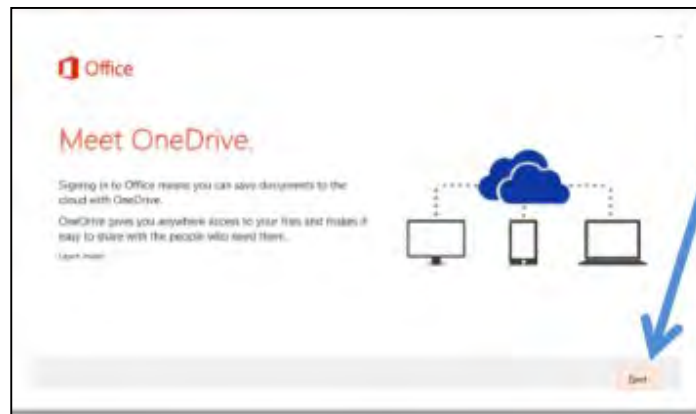 Office
Meet OneDrive.
Signing in to Office means you can save documents to the
cloud with OneDrive.
OneDrive gives you anywhere access to your files and makes it
easy to share with the people who need them.
Learn more